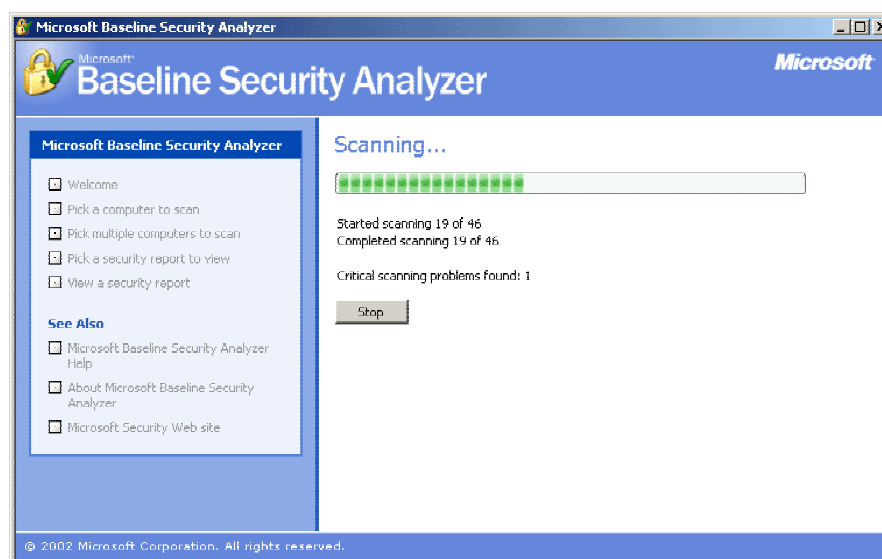 Microsoft Baseline Security Analyzer
Microsoft
Baseline Security Analyzer
Microsoft
Microsoft Baseline Security Analyzer
Welcome
Pick a computer to scan
Pick multiple computers to scan
Pick a security report to view
View a security report
See Also
Microsoft Baseline Security Analyzer
Help
About Microsoft Baseline Security
Analyzer
Microsoft Security Web site
Scanning...
Started scanning 19 of 46
Completed scanning 19 of 46
Critical scanning problems found: 1
Stop
© 2002 Microsoft Corporation. All rights reserved.